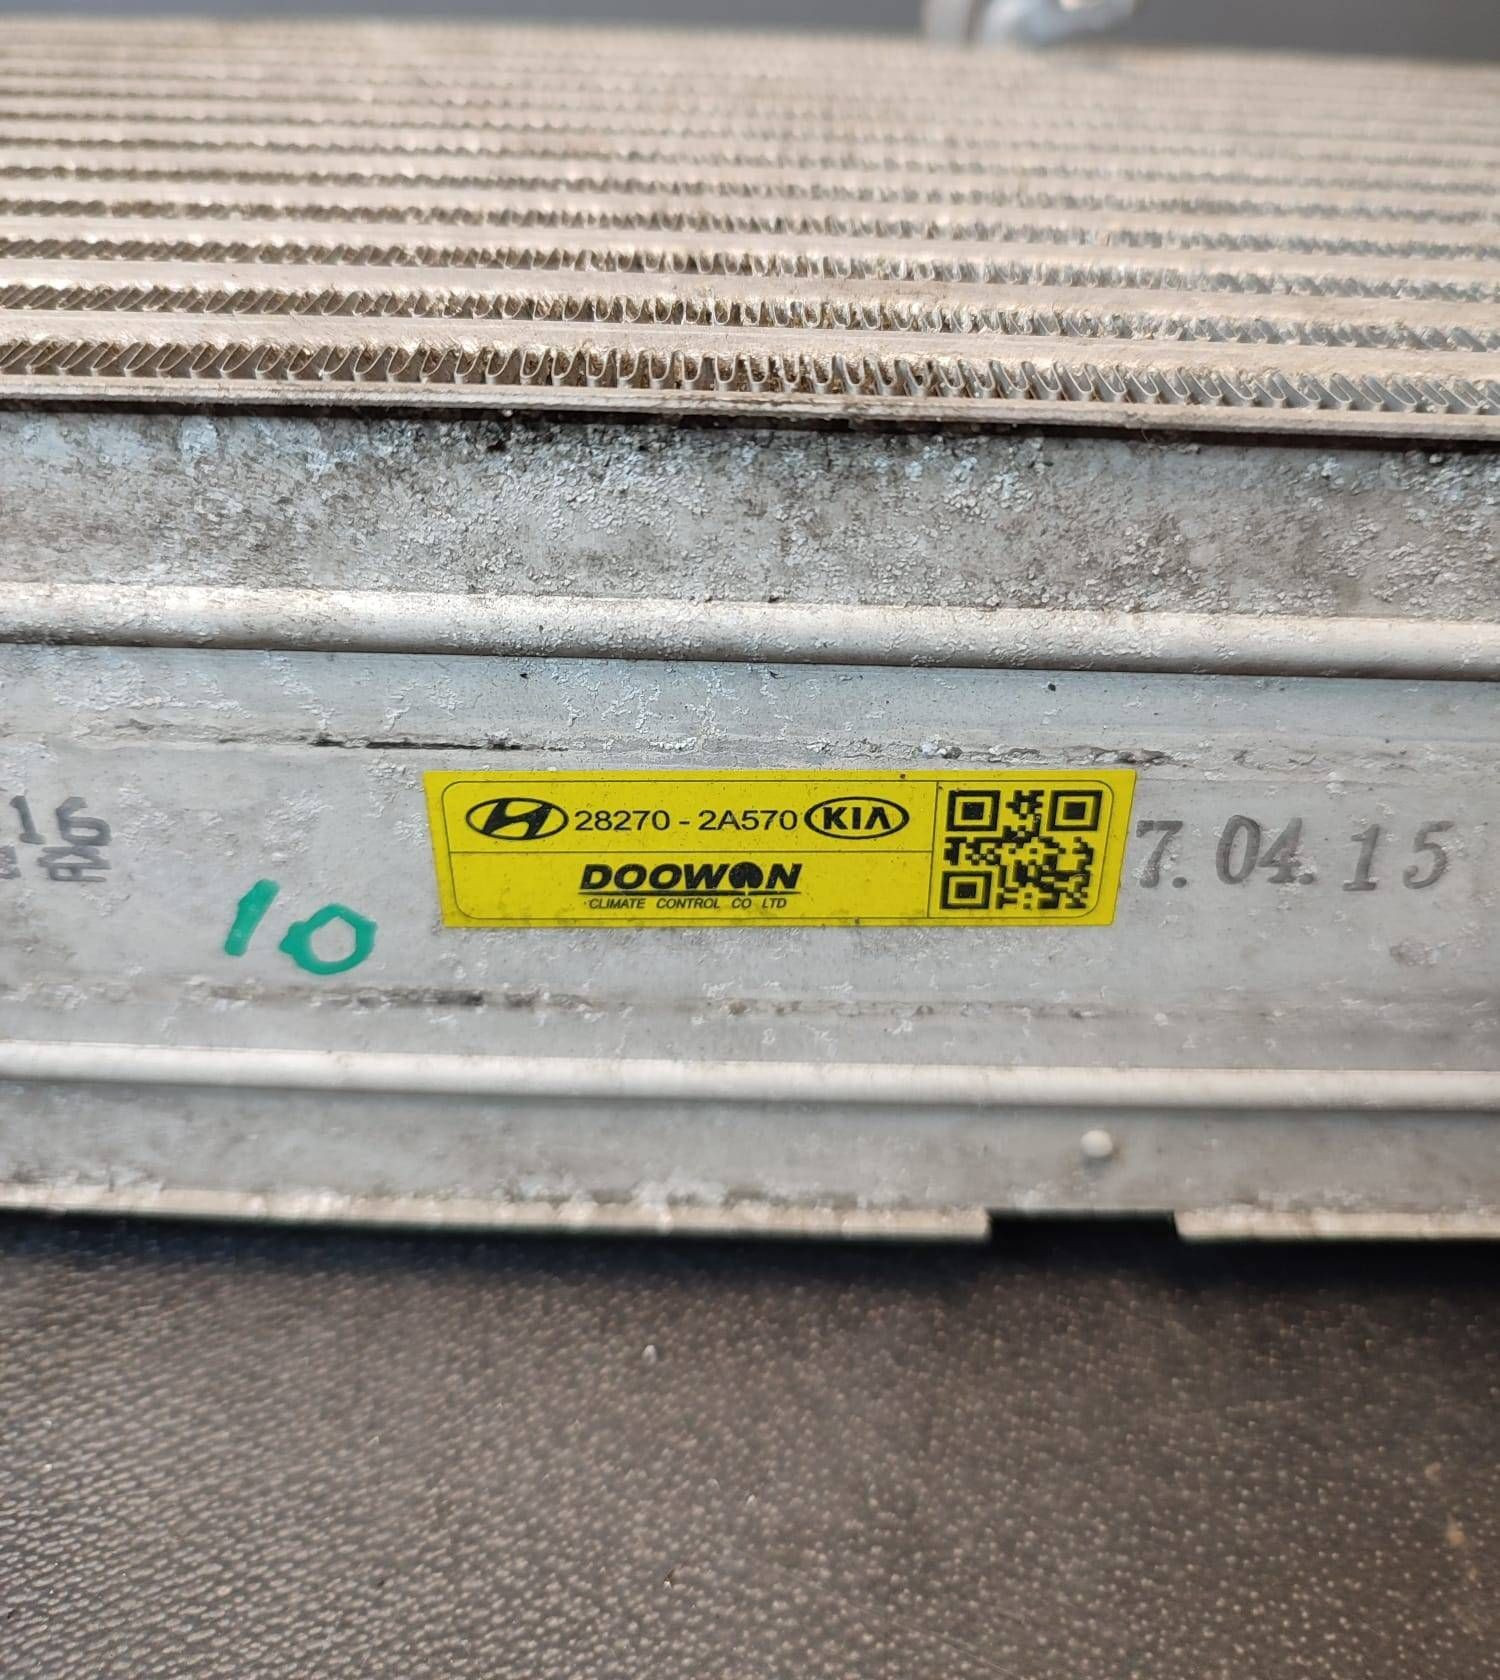 28270 - 2A570 KIA
DOOWON
CLIMATE CONTROL CO LTD
7.04.15
16
10